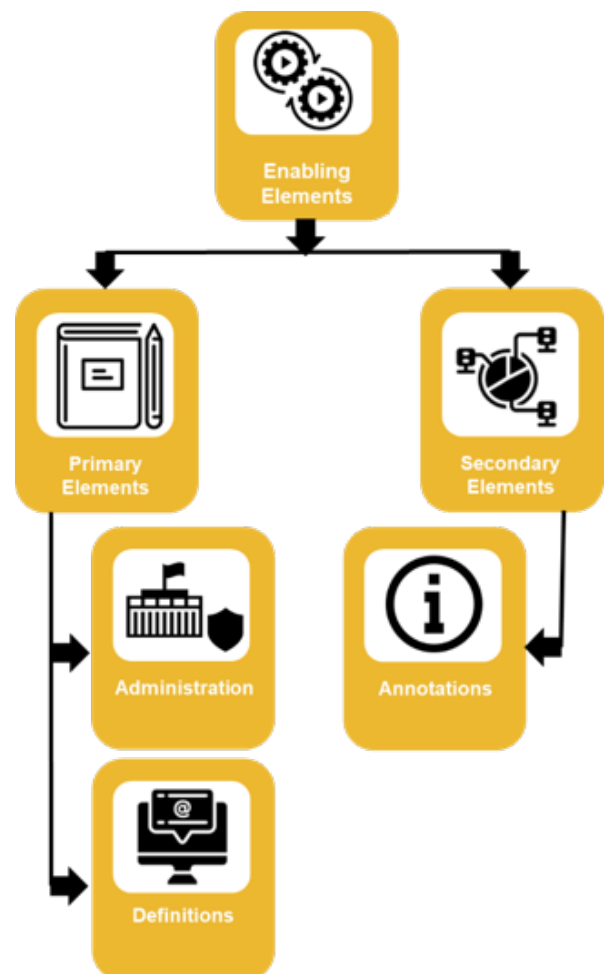 Enabling
Elements
Primary
Elements
Secondary
Elements
Administration
Annotations
@
Definitions